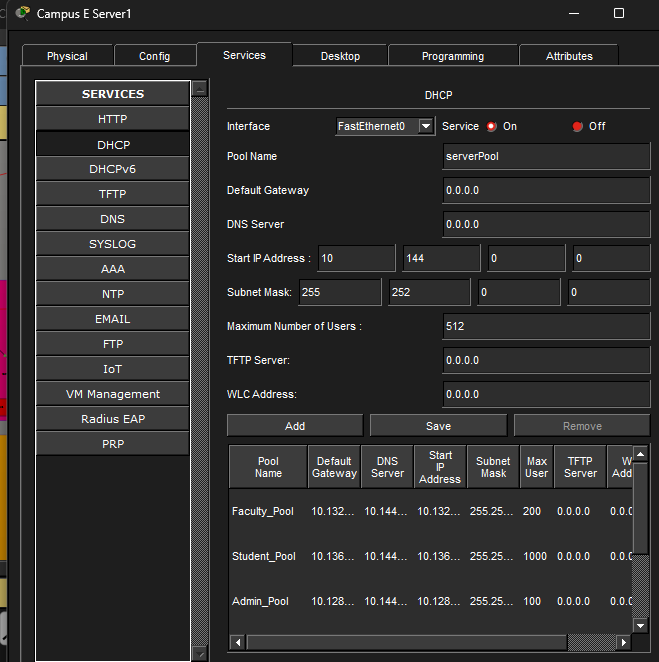 Campus E Server1
Physical Config Services Desktop Programming Attributes
SERVICES
HTTP
DHCP
DHCPv6
TFTP
DNS
SYSLOG
AAA
NTP
EMAIL
FTP
IoT
VM Management
Radius EAP
PRP
DHCP
Interface FastEthernet0 Service On Off
Pool Name serverPool
Default Gateway 0.0.0.0
DNS Server 0.0.0.0
Start IP Address : 10 144 0 0
Subnet Mask: 255 252 0 0
Maximum Number of Users : 512
TFTP Server: 0.0.0.0
WLC Address: 0.0.0.0
Add Save Remove
Pool Name Default Gateway DNS Server Start IP Address Subnet Mask Max User TFTP Server W Addr
Faculty_Pool 10.132... 10.144... 10.132... 255.25... 200 0.0.0.0 0.0.0
Student_Pool 10.136... 10.144... 10.136... 255.25... 1000 0.0.0.0 0.0.0
Admin_Pool 10.128... 10.144... 10.128... 255.25... 100 0.0.0.0 0.0.0